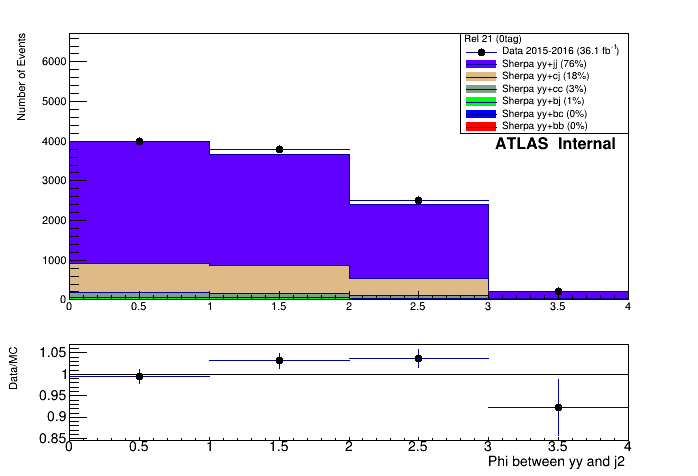 Number of Events
6000
5000
4000
3000
2000
1000
0
Rel 21 (0tag)
Data 2015-2016 (36.1 fb⁻¹)
Sherpa yy+jj (76%)
Sherpa yy+cj (18%)
Sherpa yy+cc (3%)
Sherpa yy+bj (1%)
Sherpa yy+bc (0%)
Sherpa yy+bb (0%)
ATLAS Internal
0 0.5 1 1.5 2 2.5 3 3.5 4
Data/MC
1.05
1
0.95
0.9
0.85
0 0.5 1 1.5 2 2.5 3 3.5 4
Phi between yy and j2